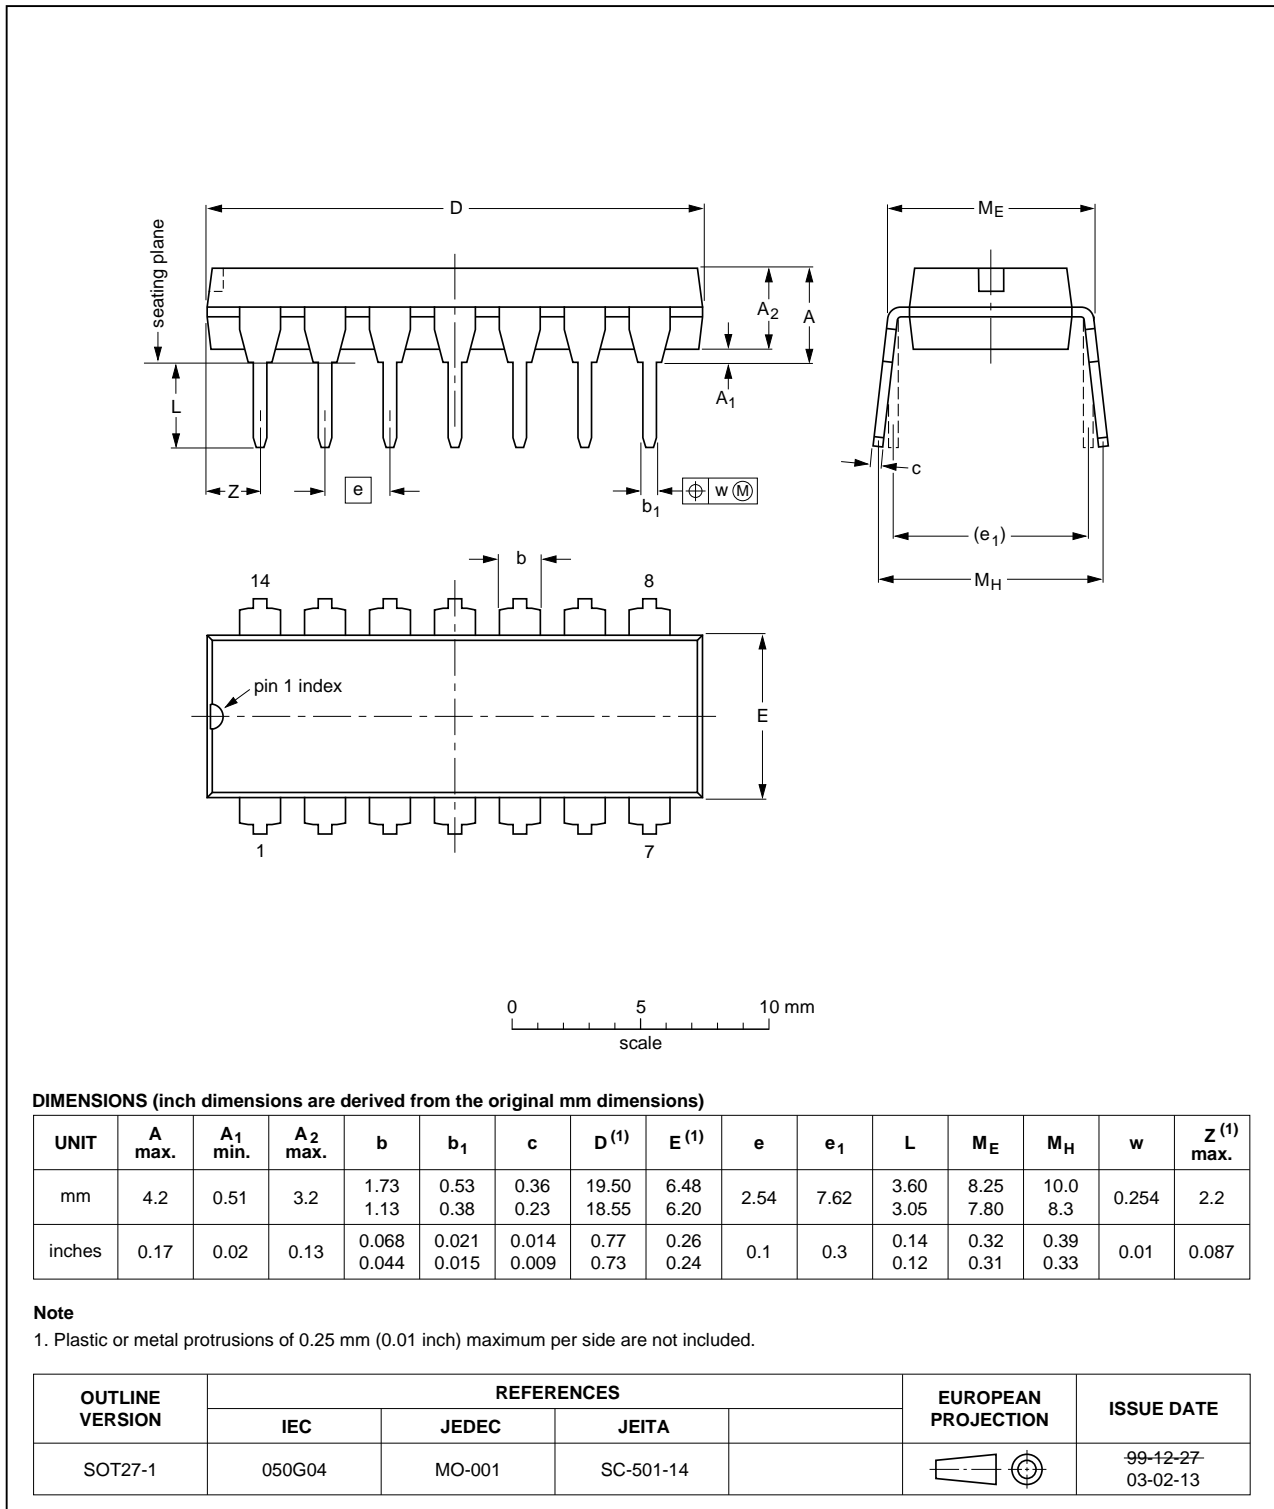 D
M_E
seating plane
A_2
A
L
A_1
Z
e
b_1
w M
c
(e_1)
M_H
b
14
8
pin 1 index
E
1
7
0 5 10 mm
scale
DIMENSIONS (inch dimensions are derived from the original mm dimensions)
UNIT A max. A1 min. A2 max. b b1 c D(1) E(1) e e1 L ME MH w Z(1) max.
mm 4.2 0.51 3.2 1.73 1.13 0.53 0.38 0.36 0.23 19.50 18.55 6.48 6.20 2.54 7.62 3.60 3.05 8.25 7.80 10.0 8.3 0.254 2.2
inches 0.17 0.02 0.13 0.068 0.044 0.021 0.015 0.014 0.009 0.77 0.73 0.26 0.24 0.1 0.3 0.14 0.12 0.32 0.31 0.39 0.33 0.01 0.087
Note
1. Plastic or metal protrusions of 0.25 mm (0.01 inch) maximum per side are not included.
OUTLINE VERSION REFERENCES EUROPEAN PROJECTION ISSUE DATE
IEC JEDEC JEITA
SOT27-1 050G04 MO-001 SC-501-14 99-12-27
03-02-13